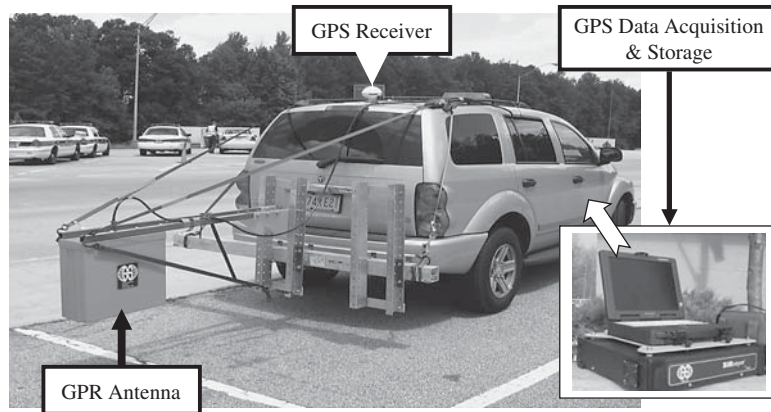 GPS Receiver
GPS Data Acquisition
& Storage
GPR Antenna